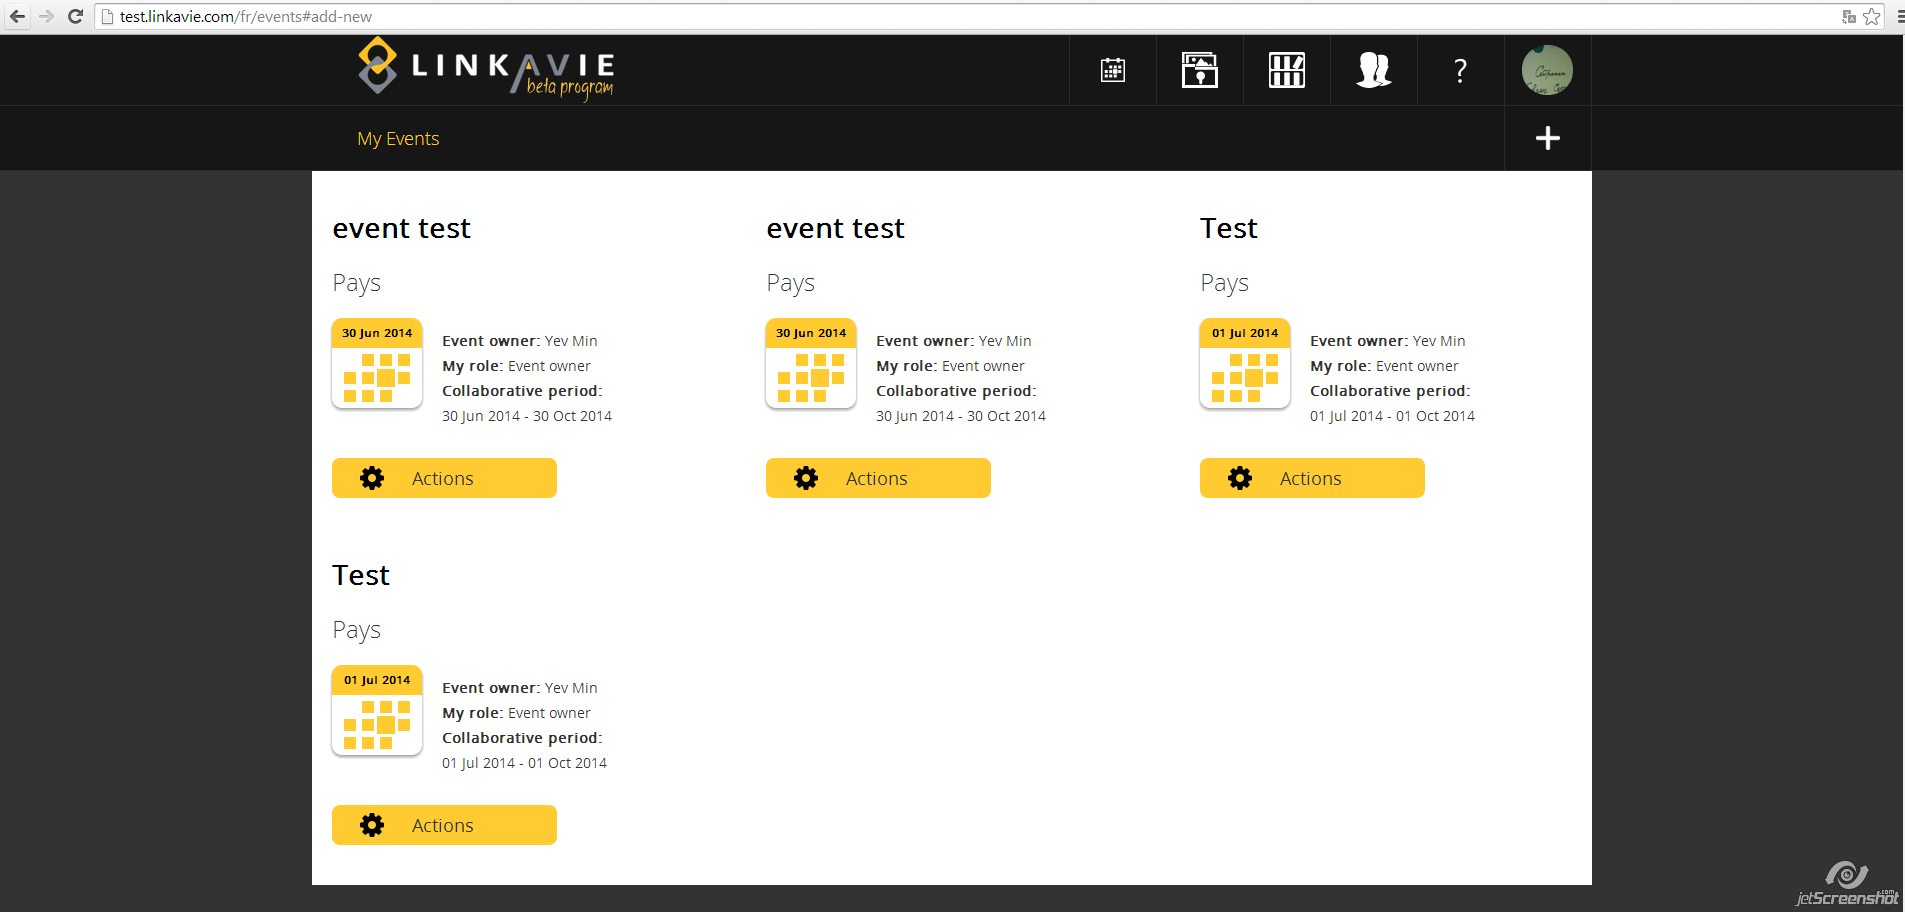 test.linkavie.com/fr/events#add-new
LINKAVIE
beta program
?
My Events
event test
Pays
30 Jun 2014
Event owner: Yev Min
My role: Event owner
Collaborative period:
30 Jun 2014 - 30 Oct 2014
Actions
event test
Pays
30 Jun 2014
Event owner: Yev Min
My role: Event owner
Collaborative period:
30 Jun 2014 - 30 Oct 2014
Actions
Test
Pays
01 Jul 2014
Event owner: Yev Min
My role: Event owner
Collaborative period:
01 Jul 2014 - 01 Oct 2014
Actions
Test
Pays
01 Jul 2014
Event owner: Yev Min
My role: Event owner
Collaborative period:
01 Jul 2014 - 01 Oct 2014
Actions
jetScreenshot.com